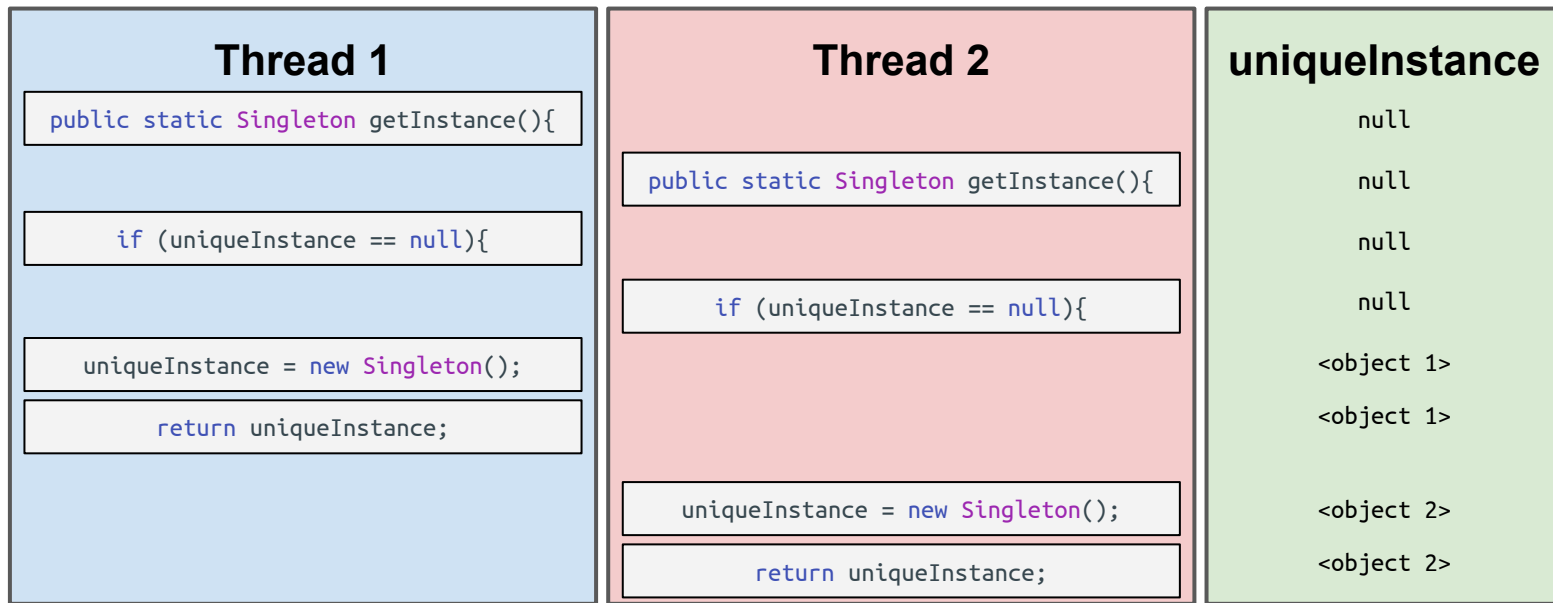 Thread 1
Thread 2
uniqueInstance
public static Singleton getInstance(){
null
public static Singleton getInstance(){
null
if (uniqueInstance == null){
null
if (uniqueInstance == null){
null
uniqueInstance = new Singleton();
<object 1>
return uniqueInstance;
<object 1>
uniqueInstance = new Singleton();
<object 2>
return uniqueInstance;
<object 2>